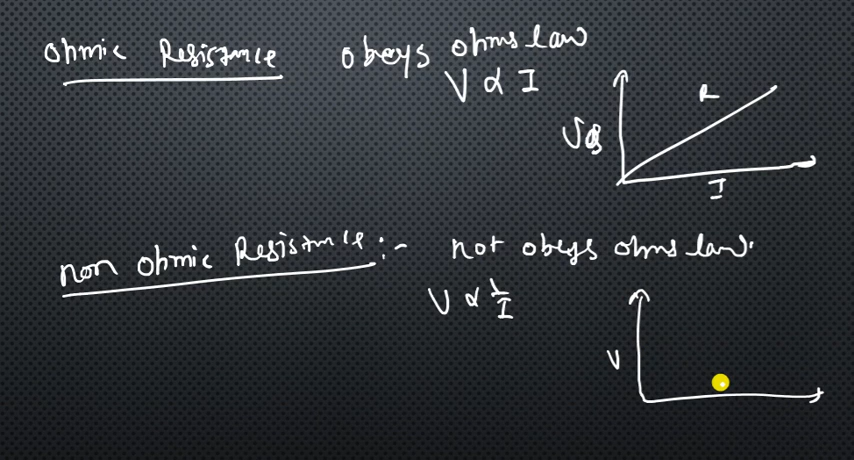 Ohmic Resistance obeys ohms law
V ∝ I
R
I
non ohmic Resistance :- not obeys ohms law.
V ∝ 1/I
V